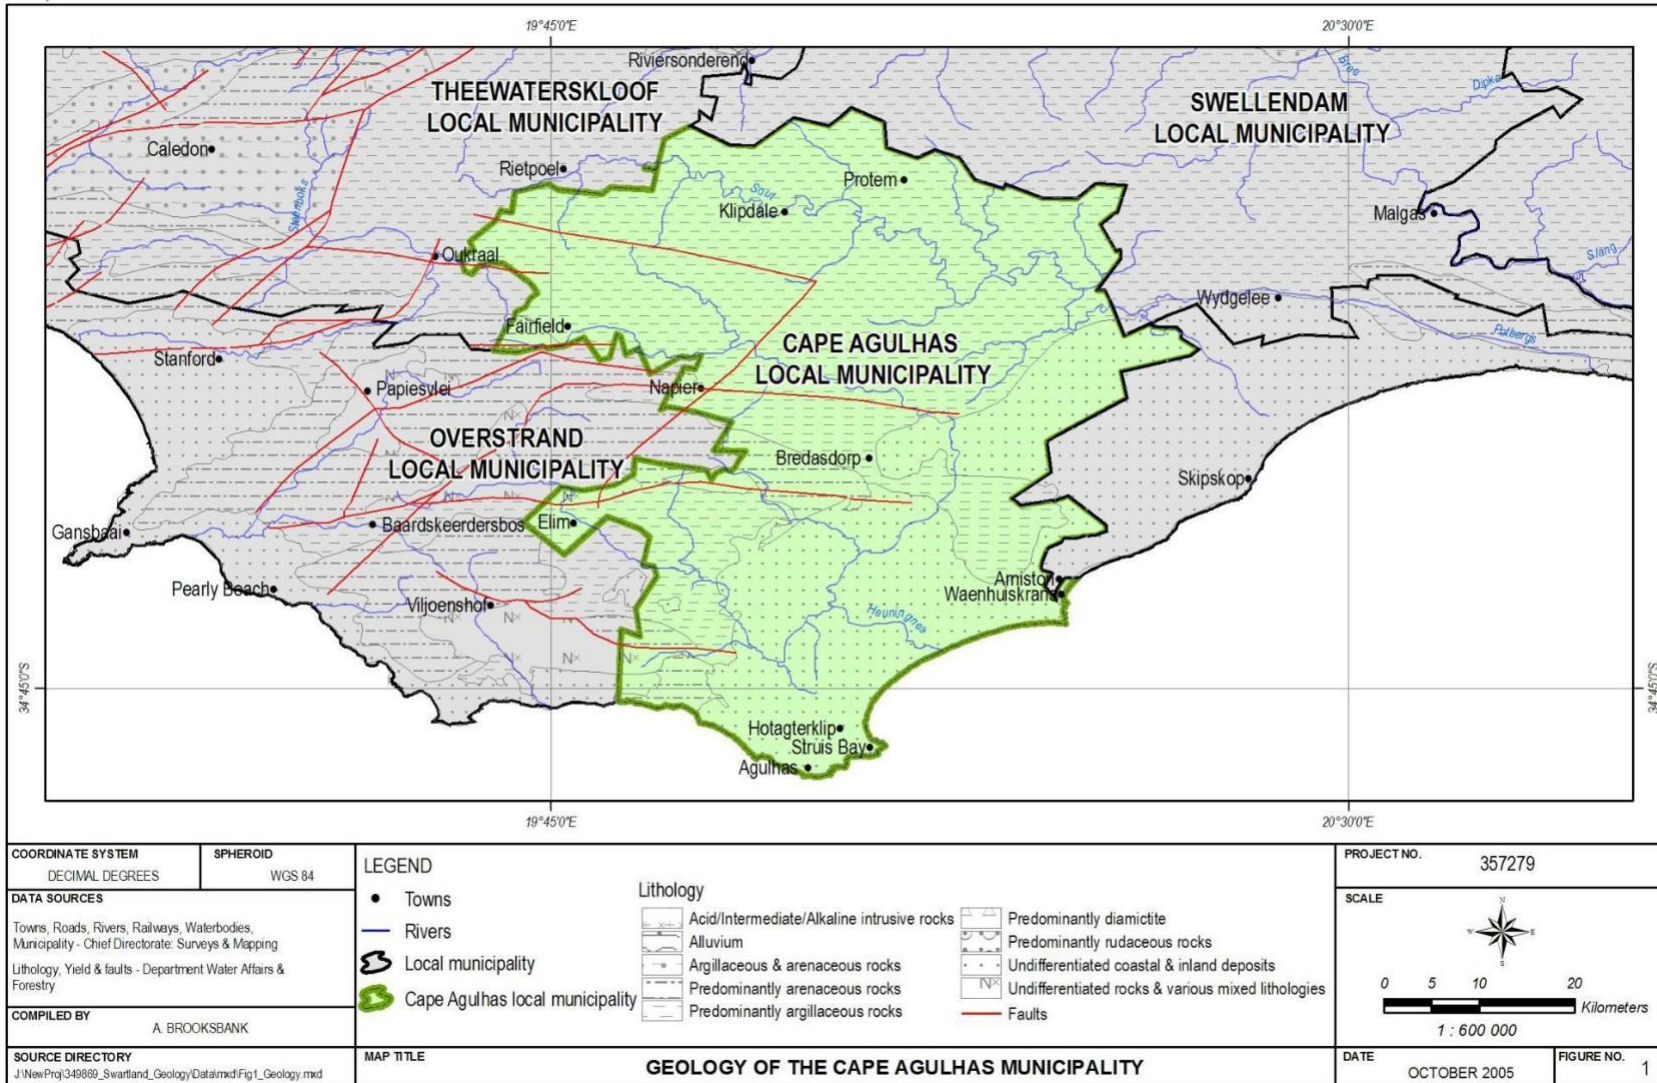 19°45'0"E
20°30'0"E
Riviersonderend
THEEWATERSKLOOF
LOCAL MUNICIPALITY
Bree
Dipka
SWELLENDAM
LOCAL MUNICIPALITY
Caledon
Rietpoel
Protem
Sout
Klipdale
Malgas
Steenboks
Oukraal
Slang
Wydgelee
Fairfield
Potbergs
CAPE AGULHAS
LOCAL MUNICIPALITY
Stanford
Papiesvlei
Napier
OVERSTRAND
LOCAL MUNICIPALITY
Bredasdorp
Skipskop
Gansbaai
Baardskeerdersbos
Elim
Arniston
Waenhuiskrans
Pearly Beach
Viljoenshof
Heuningnes
34°45'0"S
34°45'0"S
Hotagterklip
Struis Bay
Agulhas
19°45'0"E
20°30'0"E
COORDINATE SYSTEM
DECIMAL DEGREES
SPHEROID
WGS 84
DATA SOURCES
Towns, Roads, Rivers, Railways, Waterbodies,
Municipality - Chief Directorate: Surveys & Mapping
Lithology, Yield & faults - Department Water Affairs &
Forestry
COMPILED BY
A. BROOKSBANK
SOURCE DIRECTORY
J:\NewProj\349869_Swartland_Geology\Data\mxd\Fig1_Geology.mxd
LEGEND
Towns
Rivers
Local municipality
Cape Agulhas local municipality
Lithology
Acid/Intermediate/Alkaline intrusive rocks
Alluvium
Argillaceous & arenaceous rocks
Predominantly arenaceous rocks
Predominantly argillaceous rocks
Predominantly diamictite
Predominantly rudaceous rocks
Undifferentiated coastal & inland deposits
Undifferentiated rocks & various mixed lithologies
Faults
MAP TITLE
GEOLOGY OF THE CAPE AGULHAS MUNICIPALITY
PROJECT NO.
357279
SCALE
N
W
E
S
0 5 10 20
Kilometers
1 : 600 000
DATE
OCTOBER 2005
FIGURE NO.
1